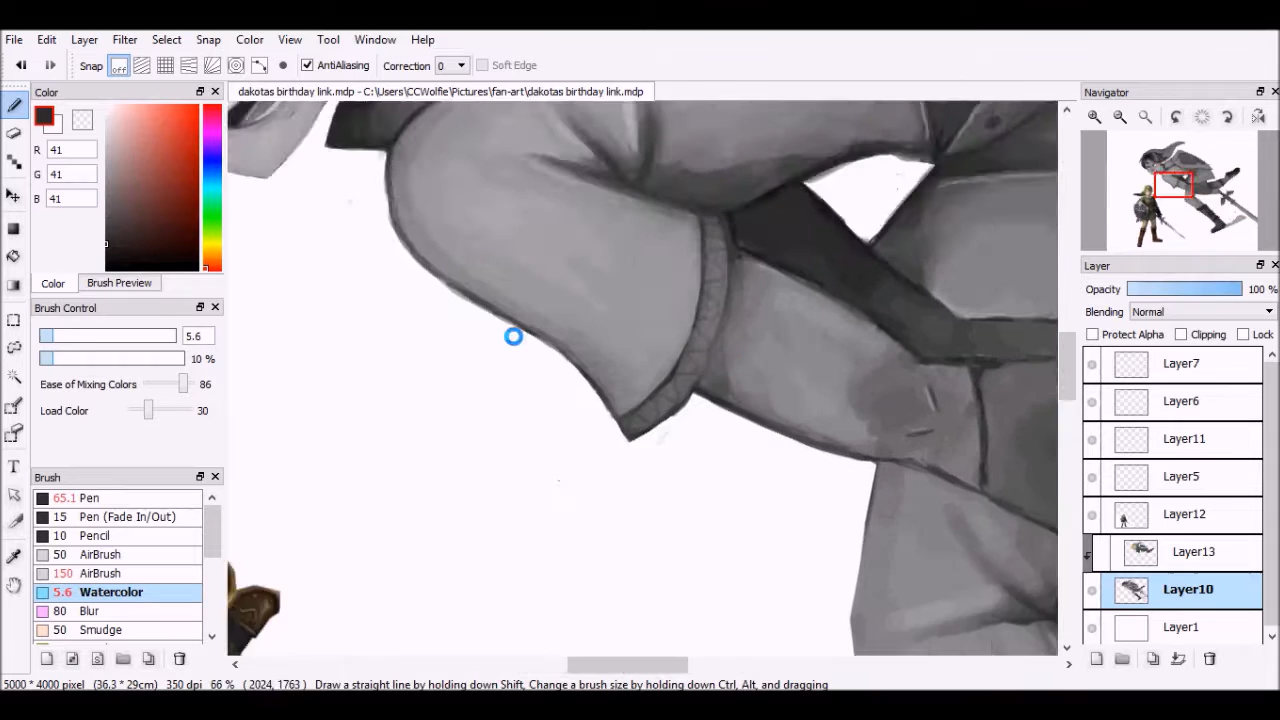 File Edit Layer Filter Select Snap Color View Tool Window Help
Snap off AntiAliasing Correction 0 Soft Edge
Color
dakotas birthday link.mdp - C:\Users\CCWolfie\Pictures\fan-art\dakotas birthday link.mdp
Navigator
R 41
G 41
B 41
Color Brush Preview
Brush Control
5.6
10 %
Ease of Mixing Colors 86
Load Color 30
Brush
65.1 Pen
15 Pen (Fade In/Out)
10 Pencil
50 AirBrush
150 AirBrush
5.6 Watercolor
80 Blur
50 Smudge
Layer
Opacity 100 %
Blending Normal
Protect Alpha Clipping Lock
Layer7
Layer6
Layer11
Layer5
Layer12
Layer13
Layer10
Layer1
5000 * 4000 pixel (36.3 * 29cm) 350 dpi 66 % ( 2024, 1763) Draw a straight line by holding down Shift, Change a brush size by holding down Ctrl, Alt, and dragging